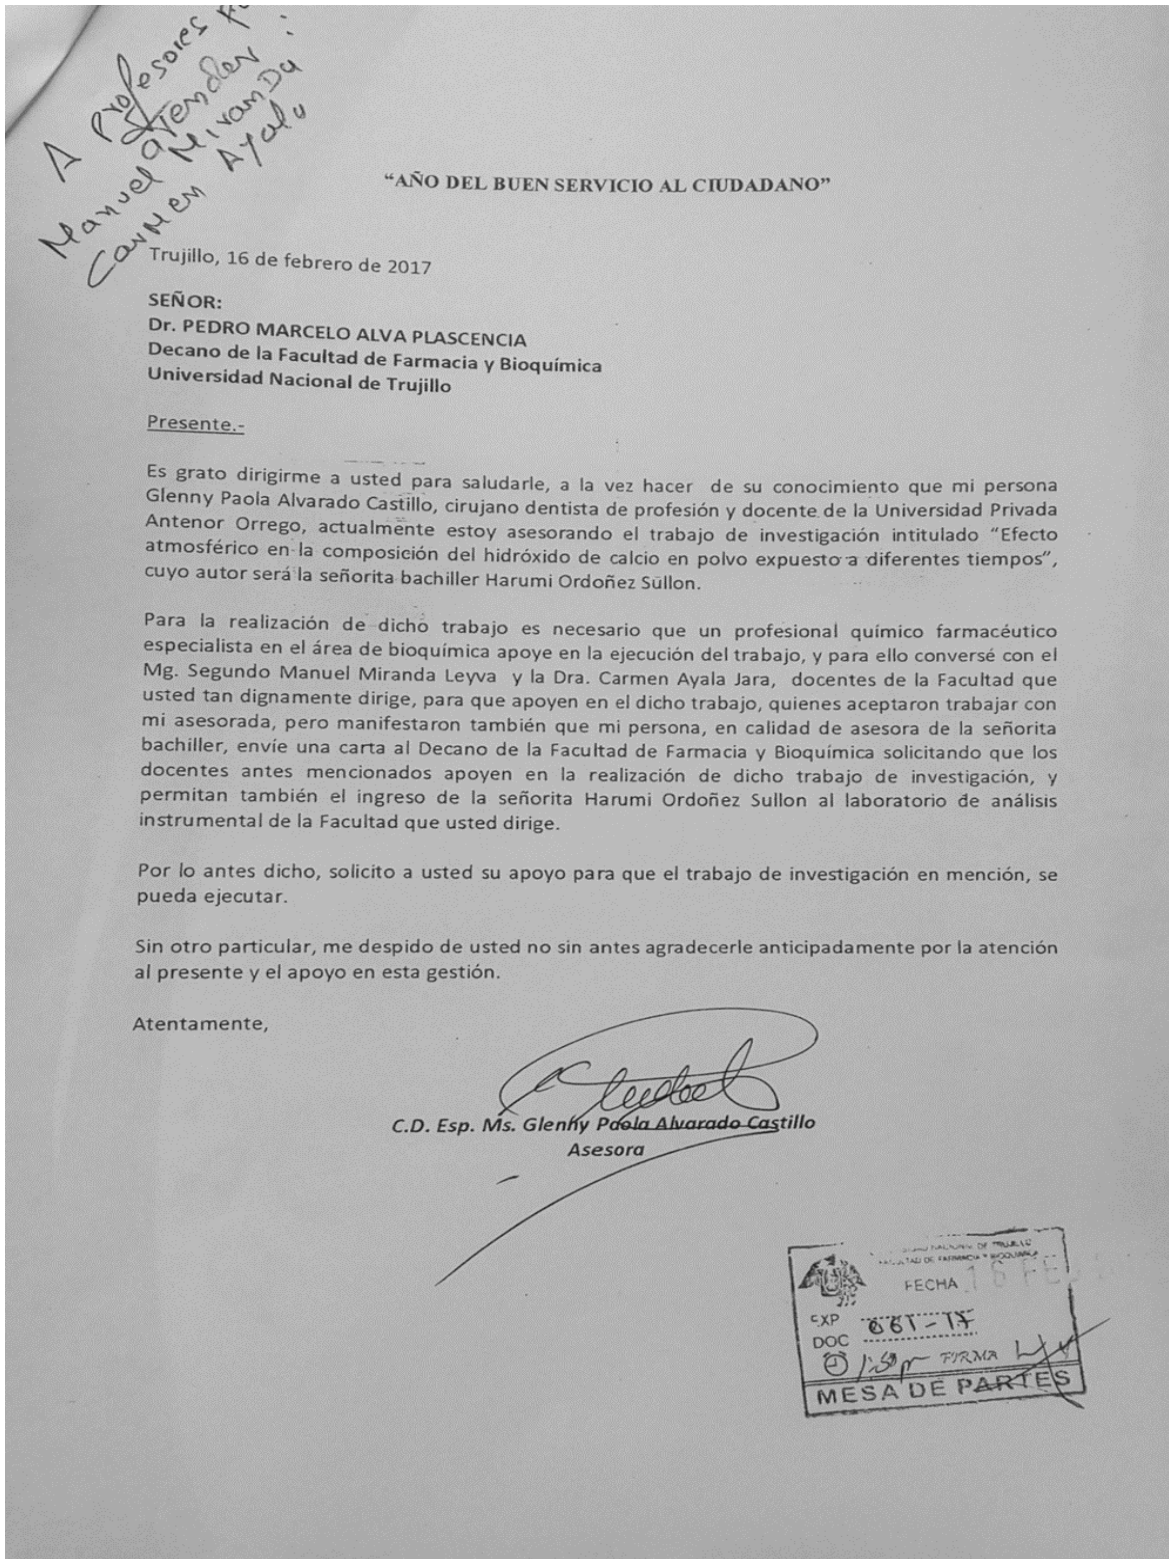 A Profesores
atender :
Manuel Miranda
Carmen Ayala
“AÑO DEL BUEN SERVICIO AL CIUDADANO”
Trujillo, 16 de febrero de 2017
SEÑOR:
Dr. PEDRO MARCELO ALVA PLASCENCIA
Decano de la Facultad de Farmacia y Bioquímica
Universidad Nacional de Trujillo
Presente.-
Es grato dirigirme a usted para saludarle, a la vez hacer de su conocimiento que mi persona
Glenny Paola Alvarado Castillo, cirujano dentista de profesión y docente de la Universidad Privada
Antenor Orrego, actualmente estoy asesorando el trabajo de investigación intitulado “Efecto
atmosférico en la composición del hidróxido de calcio en polvo expuesto a diferentes tiempos”,
cuyo autor será la señorita bachiller Harumi Ordoñez Sullon.
Para la realización de dicho trabajo es necesario que un profesional químico farmacéutico
especialista en el área de bioquímica apoye en la ejecución del trabajo, y para ello conversé con el
Mg. Segundo Manuel Miranda Leyva y la Dra. Carmen Ayala Jara, docentes de la Facultad que
usted tan dignamente dirige, para que apoyen en el dicho trabajo, quienes aceptaron trabajar con
mi asesorada, pero manifestaron también que mi persona, en calidad de asesora de la señorita
bachiller, envíe una carta al Decano de la Facultad de Farmacia y Bioquímica solicitando que los
docentes antes mencionados apoyen en la realización de dicho trabajo de investigación, y
permitan también el ingreso de la señorita Harumi Ordoñez Sullon al laboratorio de análisis
instrumental de la Facultad que usted dirige.
Por lo antes dicho, solicito a usted su apoyo para que el trabajo de investigación en mención, se
pueda ejecutar.
Sin otro particular, me despido de usted no sin antes agradecerle anticipadamente por la atención
al presente y el apoyo en esta gestión.
Atentamente,
C.D. Esp. Ms. Glenny Paola Alvarado Castillo
Asesora
NACIONAL DE TRUJILLO
FACULTAD DE FARMACIA Y BIOQUIMICA
FECHA 16 FE
EXP
DOC 061-17
1:50 p FIRMA
MESA DE PARTES